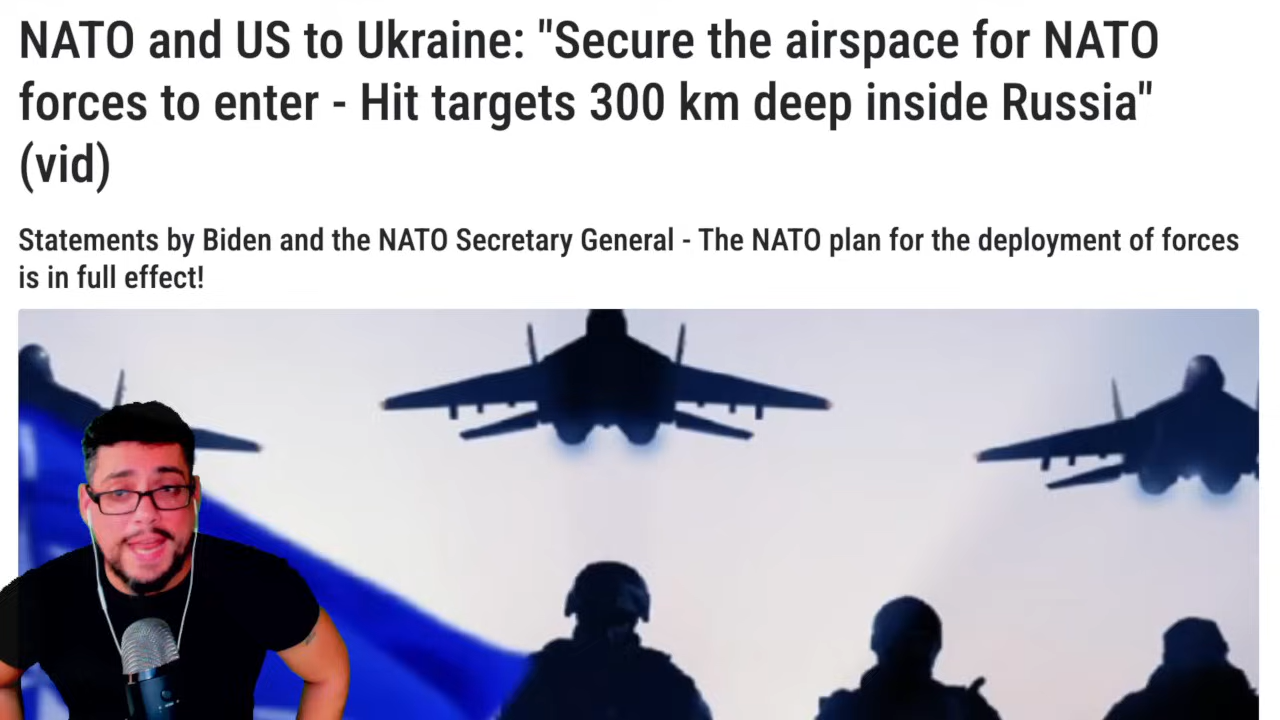 NATO and US to Ukraine: "Secure the airspace for NATO
forces to enter - Hit targets 300 km deep inside Russia"
(vid)
Statements by Biden and the NATO Secretary General - The NATO plan for the deployment of forces
is in full effect!